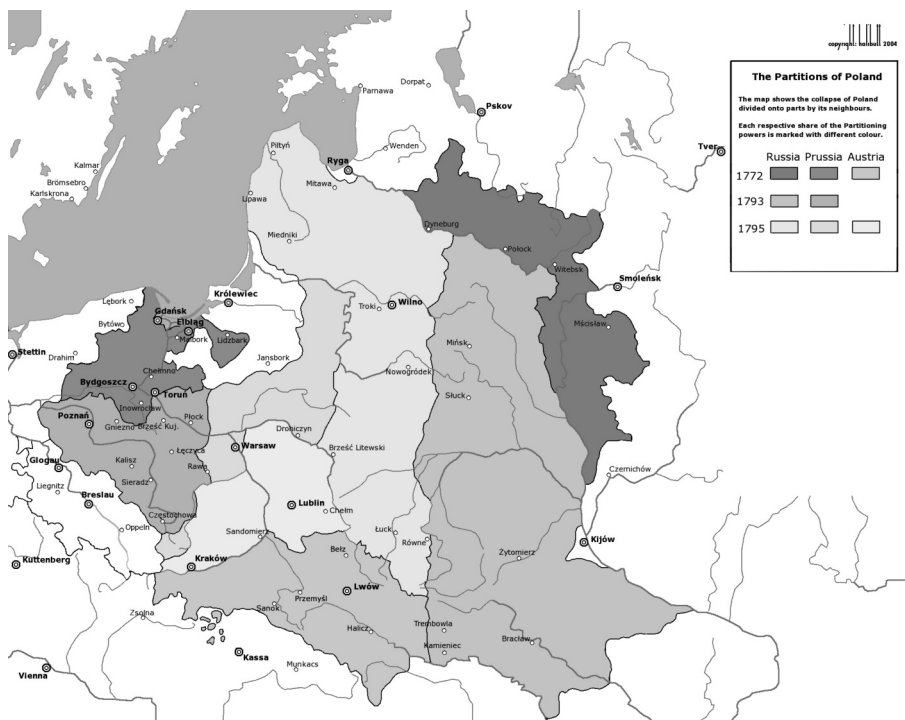 copyright: halibutt 2004
The Partitions of Poland
The map shows the collapse of Poland
divided onto parts by its neighbours.
Each respective share of the Partitioning
powers is marked with different colour.
Russia Prussia Austria
1772
1793
1795
Parnawa
Dorpat
Pskov
Tver
Piltyń
Wenden
Ryga
Kalmar
Brömsebro
Karlskrona
Mitawa
Lipawa
Dyneburg
Miedniki
Połock
Witebsk
Smoleńsk
Królewiec
Lębork
Gdańsk
Troki
Wilno
Bytów
Elbląg
Malbork
Lidzbark
Mścisław
Stettin
Drahim
Jansbork
Mińsk
Chełmno
Nowogródek
Bydgoszcz
Toruń
Słuck
Inowrocław
Poznań
Gniezno
Brześć Kuj.
Płock
Drohiczyn
Warsaw
Brześć Litewski
Łęczyca
Glogau
Kalisz
Rawa
Liegnitz
Sieradz
Czernichów
Breslau
Lublin
Chełm
Oppeln
Częstochowa
Sandomierz
Łuck
Równe
Kijów
Bełz
Żytomierz
Kuttenberg
Kraków
Lwów
Przemyśl
Sanok
Zsolna
Halicz
Trembowla
Bracław
Kamieniec
Kassa
Munkacs
Vienna